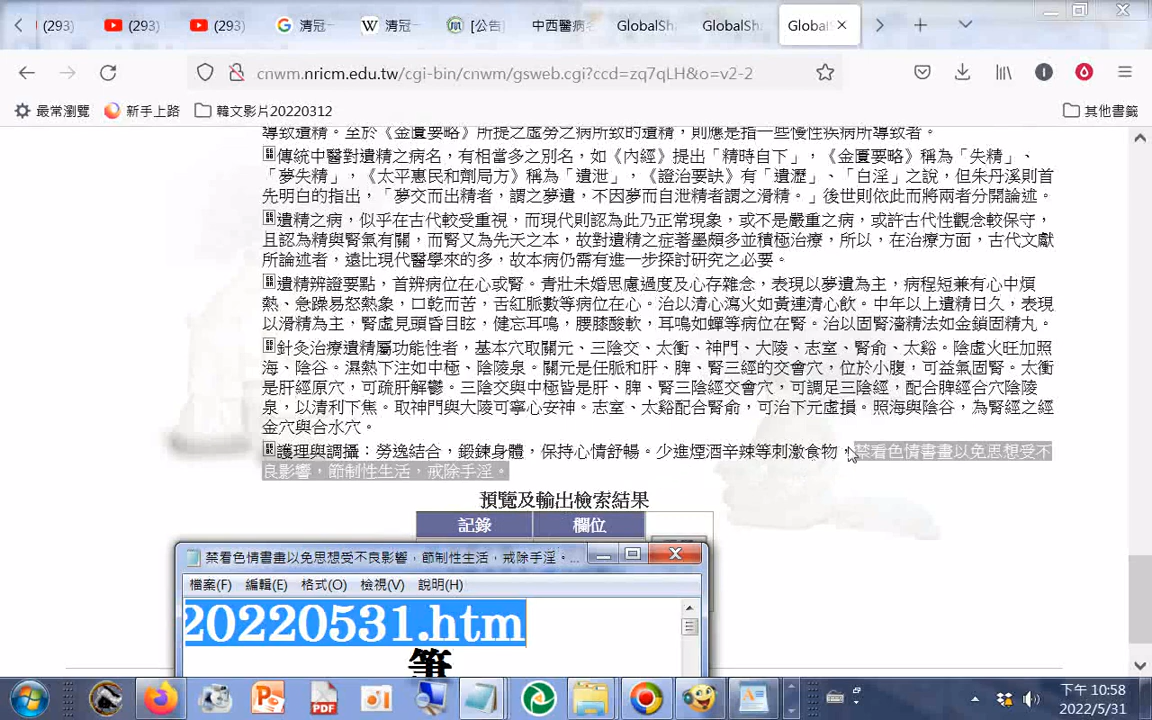 (293)
(293)
(293)
清冠
清冠
[公告]
中西醫病名
GlobalSh
GlobalSh
Global
cnwm.nricm.edu.tw/cgi-bin/cnwm/gsweb.cgi?ccd=zq7qLH&o=v2-2
最常瀏覽
新手上路
韓文影片20220312
其他書籤
導致遺精。至於《金匱要略》所提之虛勞之病所致的遺精，則應是指一些慢性疾病所導致者。
傳統中醫對遺精之病名，有相當多之別名，如《內經》提出「精時自下」，《金匱要略》稱為「失精」、
「夢失精」，《太平惠民和劑局方》稱為「遺泄」，《證治要訣》有「遺瀝」、「白淫」之說，但朱丹溪則首
先明白的指出，「夢交而出精者，謂之夢遺，不因夢而自泄精者謂之滑精。」後世則依此而將兩者分開論述。
遺精之病，似乎在古代較受重視，而現代則認為此乃正常現象，或不是嚴重之病，或許古代性觀念較保守，
且認為精與腎氣有關，而腎又為先天之本，故對遺精之症著墨頗多並積極治療，所以，在治療方面，古代文獻
所論述者，遠比現代醫學來的多，故本病仍需有進一步探討研究之必要。
遺精辨證要點，首辨病位在心或腎。青壯未婚思慮過度及心存雜念，表現以夢遺為主，病程短兼有心中煩
熱、急躁易怒熱象，口乾而苦，舌紅脈數等病位在心。治以清心瀉火如黃連清心飲。中年以上遺精日久，表現
以滑精為主，腎虛見頭昏目眩，健忘耳鳴，腰膝酸軟，耳鳴如蟬等病位在腎。治以固腎濇精法如金鎖固精丸。
針灸治療遺精屬功能性者，基本穴取關元、三陰交、太衝、神門、大陵、志室、腎俞、太谿。陰虛火旺加照
海、陰谷。濕熱下注如中極、陰陵泉。關元是任脈和肝、脾、腎三經的交會穴，位於小腹，可益氣固腎。太衝
是肝經原穴，可疏肝解鬱。三陰交與中極皆是肝、脾、腎三陰經交會穴，可調足三陰經，配合脾經合穴陰陵
泉，以清利下焦。取神門與大陵可寧心安神。志室、太谿配合腎俞，可治下元虛損。照海與陰谷，為腎經之經
金穴與合水穴。
護理與調攝：勞逸結合，鍛鍊身體，保持心情舒暢。少進煙酒辛辣等刺激食物，禁看色情書畫以免思想受不
良影響，節制性生活，戒除手淫。
預覽及輸出檢索結果
記錄
欄位
禁看色情書畫以免思想受不良影響，節制性生活，戒除手淫。...
檔案(F) 編輯(E) 格式(O) 檢視(V) 說明(H)
20220531.htm
筆
下午 10:58
2022/5/31